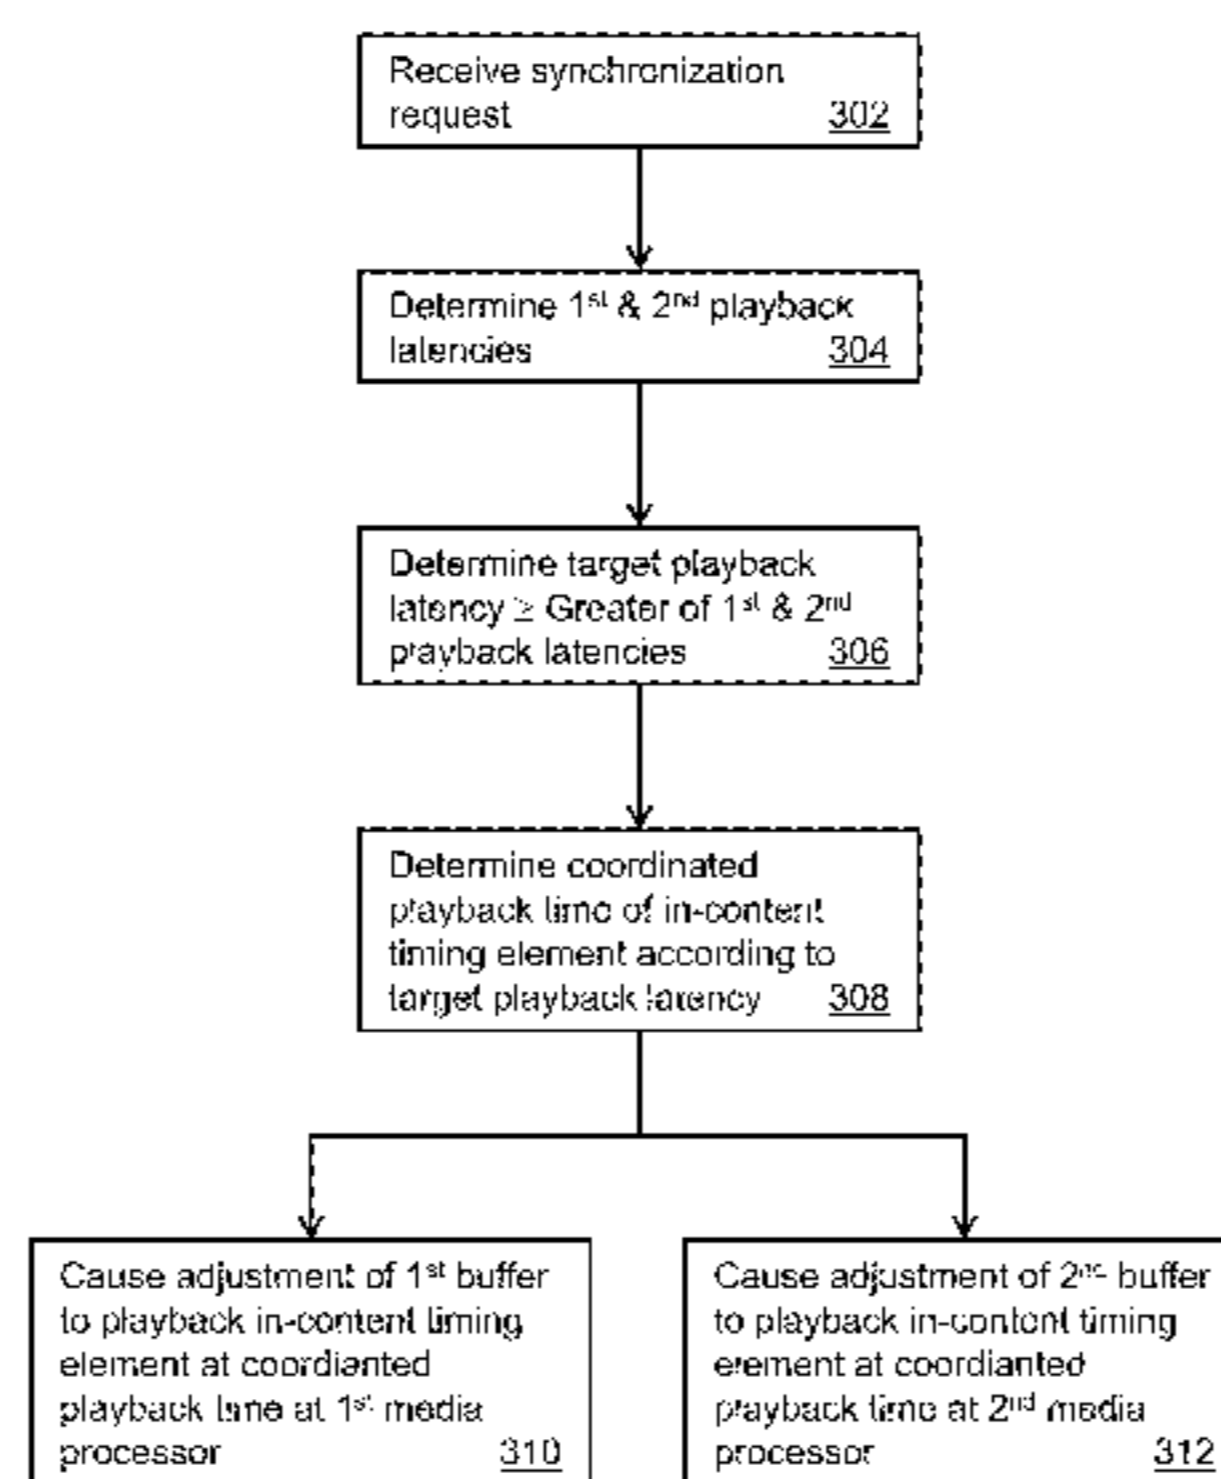 Receive synchronization
request 302
Determine 1st & 2nd playback
latencies 304
Determine target playback
latency ≥ Greater of 1st & 2nd
playback latencies 306
Determine coordinated
playback time of in-content
timing element according to
target playback latency 308
Cause adjustment of 1st buffer
to playback in-content timing
element at coordianted
playback time at 1st media
processor 310
Cause adjustment of 2nd buffer
to playback in-content timing
element at coordianted
playback time at 2nd media
processor 312